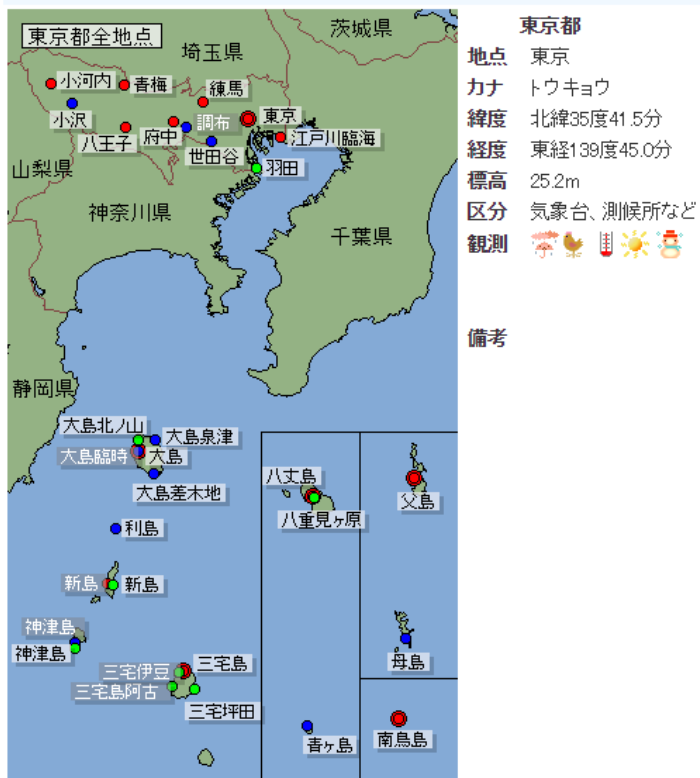 東京都全地点
茨城県
埼玉県
小河内
青梅
練馬
小沢
東京
八王子
府中
調布
江戸川臨海
世田谷
羽田
山梨県
神奈川県
千葉県
静岡県
大島北ノ山
大島泉津
大島臨時
大島
大島差木地
八丈島
父島
八重見ヶ原
利島
新島
新島
神津島
神津島
母島
三宅伊豆
三宅島
三宅島阿古
三宅坪田
青ヶ島
南鳥島
東京都
地点 東京
カナ トウキョウ
緯度 北緯35度41.5分
経度 東経139度45.0分
標高 25.2m
区分 気象台、測候所など
観測
備考